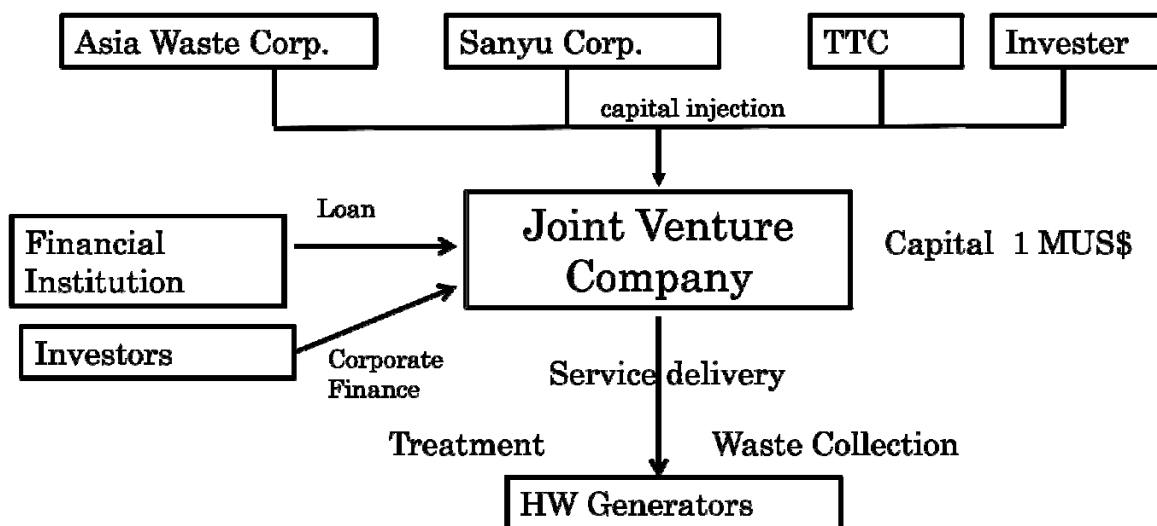 Asia Waste Corp.
Sanyu Corp.
TTC
Invester
capital injection
Loan
Financial
Institution
Joint Venture
Company
Capital 1 MUS$
Investors
Corporate
Finance
Service delivery
Treatment
Waste Collection
HW Generators